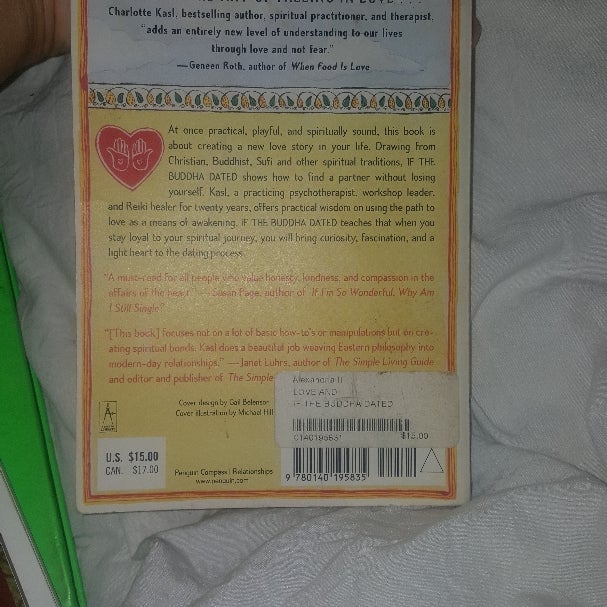 Charlotte Kasl, bestselling author, spiritual practitioner, and therapist,
"adds an entirely new level of understanding to our lives
through love and not fear."
—Geneen Roth, author of When Food Is Love
At once practical, playful, and spiritually sound, this book is
about creating a new love story in your life. Drawing from
Christian, Buddhist, Sufi and other spiritual traditions, IF THE
BUDDHA DATED shows how to find a partner without losing
yourself. Kasl, a practicing psychotherapist, workshop leader,
and Reiki healer for twenty years, offers practical wisdom on using the path to
love as a means of awakening. IF THE BUDDHA DATED teaches that when you
stay loyal to your spiritual journey, you will bring curiosity, fascination, and a
light heart to the dating process.
"A must-read for all people who value honesty, kindness, and compassion in the
affairs of the heart." —Susan Page, author of If I'm So Wonderful, Why Am
I Still Single?
"[This book] focuses not on a lot of basic how-to's or manipulations but on cre-
ating spiritual bonds. Kasl does a beautiful job weaving Eastern philosophy into
modern-day relationships." —Janet Luhrs, author of The Simple Living Guide
and editor and publisher of The Simple
Cover design by Gail Belenson
Cover illustration by Michael Hill
U.S. $15.00
CAN. $17.00
Penguin Compass | Relationships
www.penguin.com
Alexandria II
LOVE AND
IF THE BUDDHA DATED
0140195831
$15.00
9 780140 195835